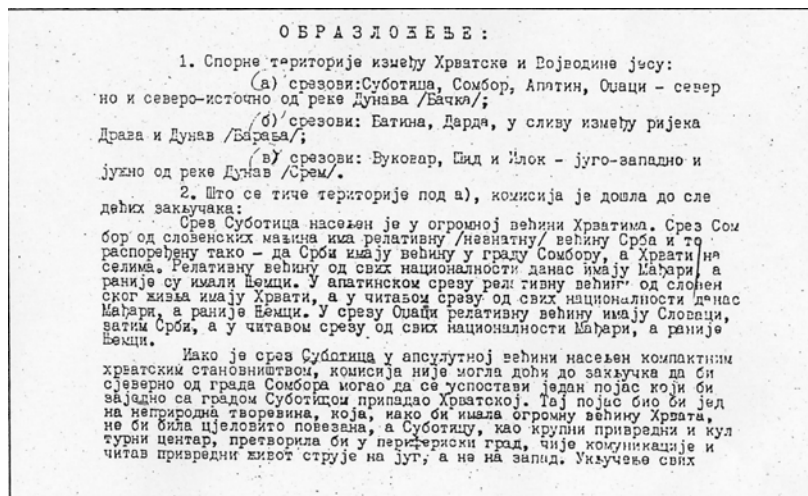 ОБРАЗЛОЖЕЊЕ:
1. Спорне територије између Хрватске и Војводине јесу:
(а) срезови:Суботица, Сомбор, Апатин, Оџаци - север
но и северо-источно од реке Дунава /Бачка/;
(б) срезови: Батина, Дарда, у сливу између ријека
Драва и Дунав /Барања/;
(в) срезови: Вуковар, Шид и Илок - југо-западно и
јужно од реке Дунав /Срем/.
2. Што се тиче територије под а), комисија је дошла до сле
дећих закључака:
Срез Суботица насељен је у огромној већини Хрватима. Срез Сом
бор од словенских мањина има релативну /незнатну/ већину Срба и то
распоређену тако - да Срби имају већину у граду Сомбору, а Хрвати на
селима. Релативну већину од свих националности данас имају Мађари, а
раније су имали Немци. У апатинском срезу релативну већину од словен
ског живља имају Хрвати, а у читавом срезу од свих националности данас
Мађари, а раније Немци. У срезу Оџаци релативну већину имају Словаци,
затим Срби, а у читавом срезу од свих националности Мађари, а раније
Немци.
Иако је срез Суботица у апсулутној већини насељен компактним
хрватским становништвом, комисија није могла доћи до закључка да би
сјеверно од града Сомбора могао да се успостави један појас који би
заједно са градом Суботицом припадао Хрватској. Тај појас био би јед
на неприродна творевина, која, иако би имала огромну већину Хрвата,
не би била цјеловито повезана, а Суботицу, као крупни привредни и кул
турни центар, претворила би у перифериски град, чије комуникације и
читав привредни живот струје на југ, а не на запад. Укључење свих